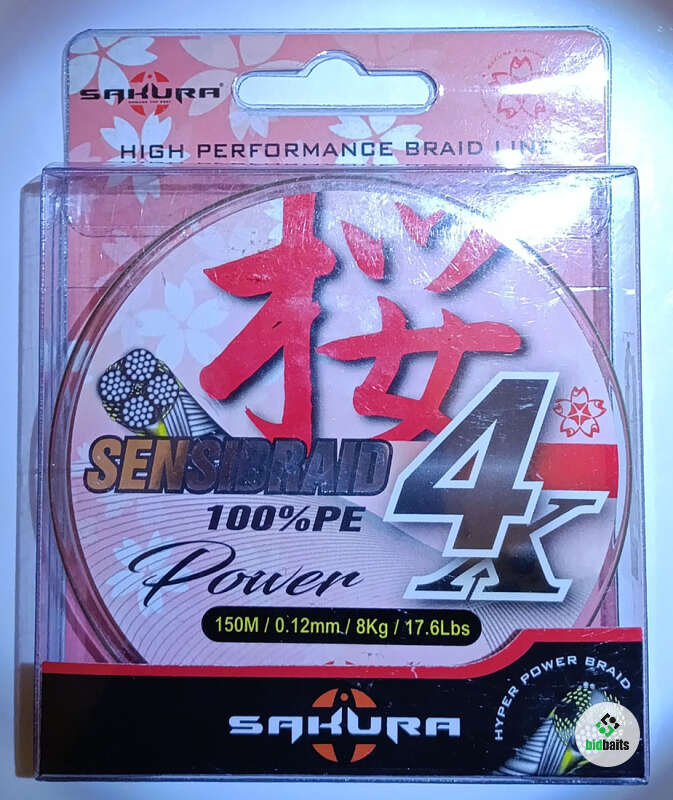 SAKURA
HIGH PERFORMANCE BRAID LINE
桜
4X
SENSIBRAID
100%PE
Power
150M / 0.12mm / 8Kg / 17.6Lbs
HYPER POWER BRAID
SAKURA
bidbaits